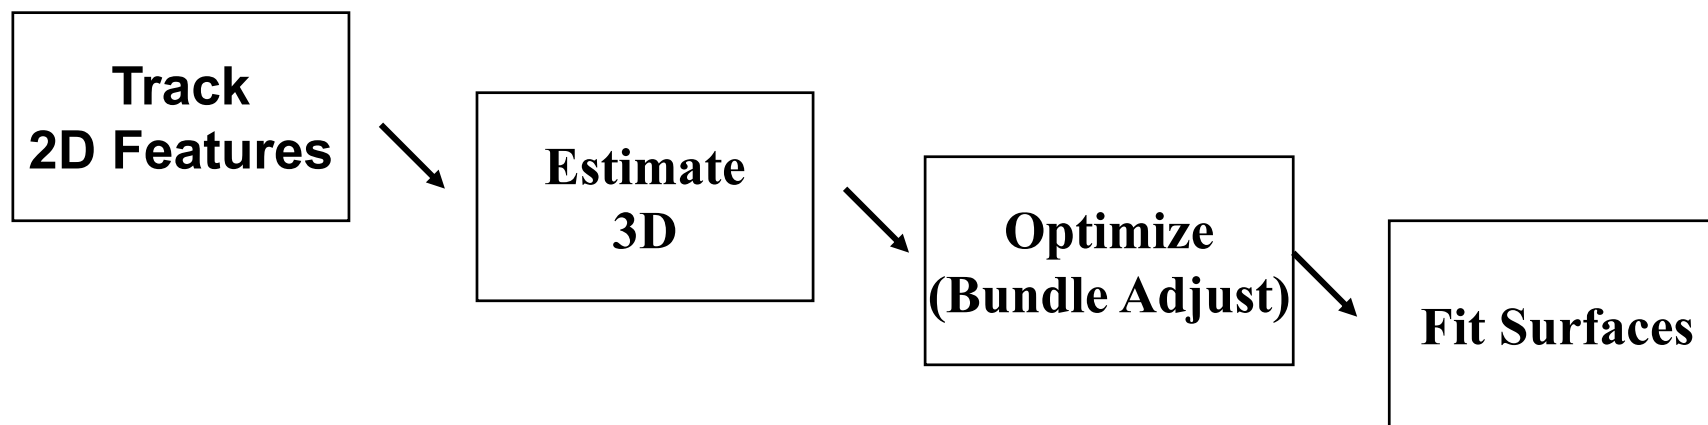 Track
2D Features
Estimate
3D
Optimize
(Bundle Adjust)
Fit Surfaces